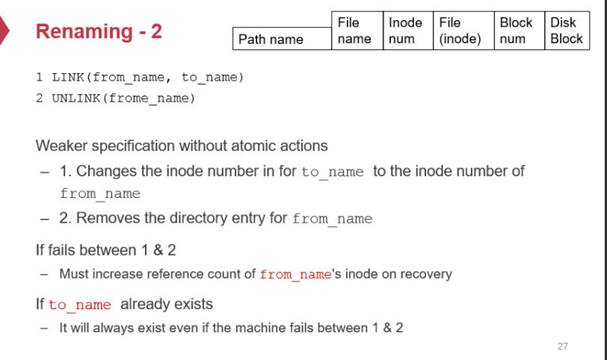 Renaming - 2
Path name
File name
Inode num
File (inode)
Block num
Disk Block
1 LINK(from_name, to_name)
2 UNLINK(frome_name)
Weaker specification without atomic actions
– 1. Changes the inode number in for to_name to the inode number of
from_name
– 2. Removes the directory entry for from_name
If fails between 1 & 2
– Must increase reference count of from_name's inode on recovery
If to_name already exists
– It will always exist even if the machine fails between 1 & 2
27